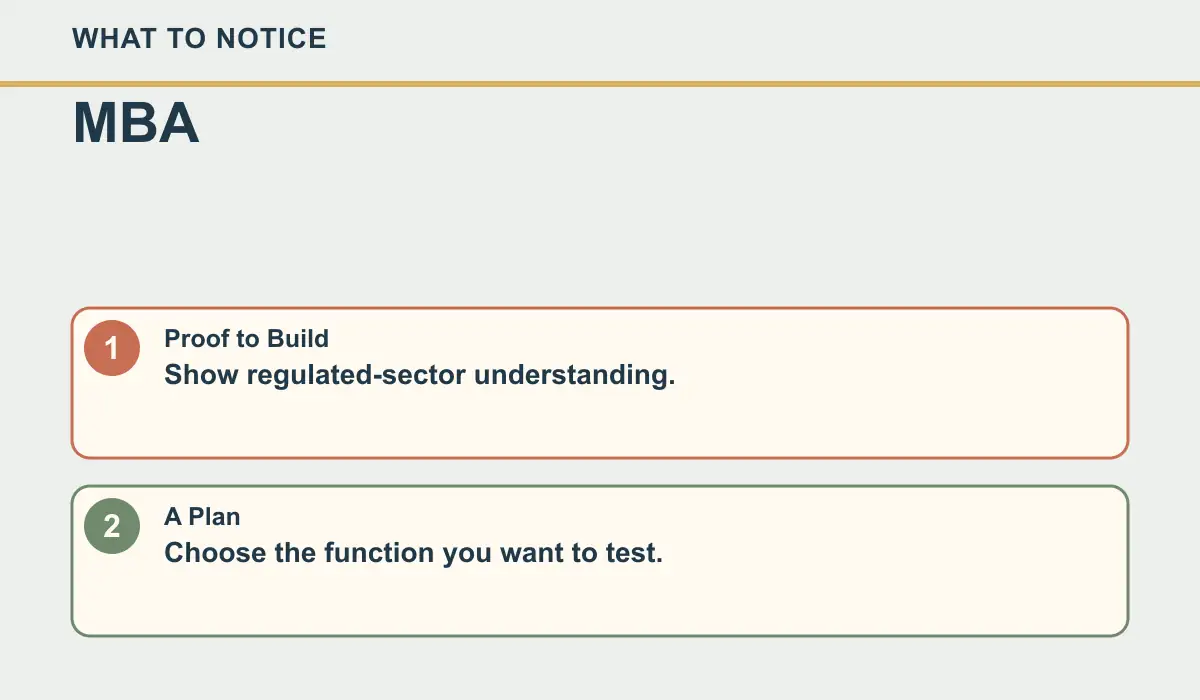 WHAT TO NOTICE
MBA
1
Proof to Build
Show regulated-sector understanding.
2
A Plan
Choose the function you want to test.